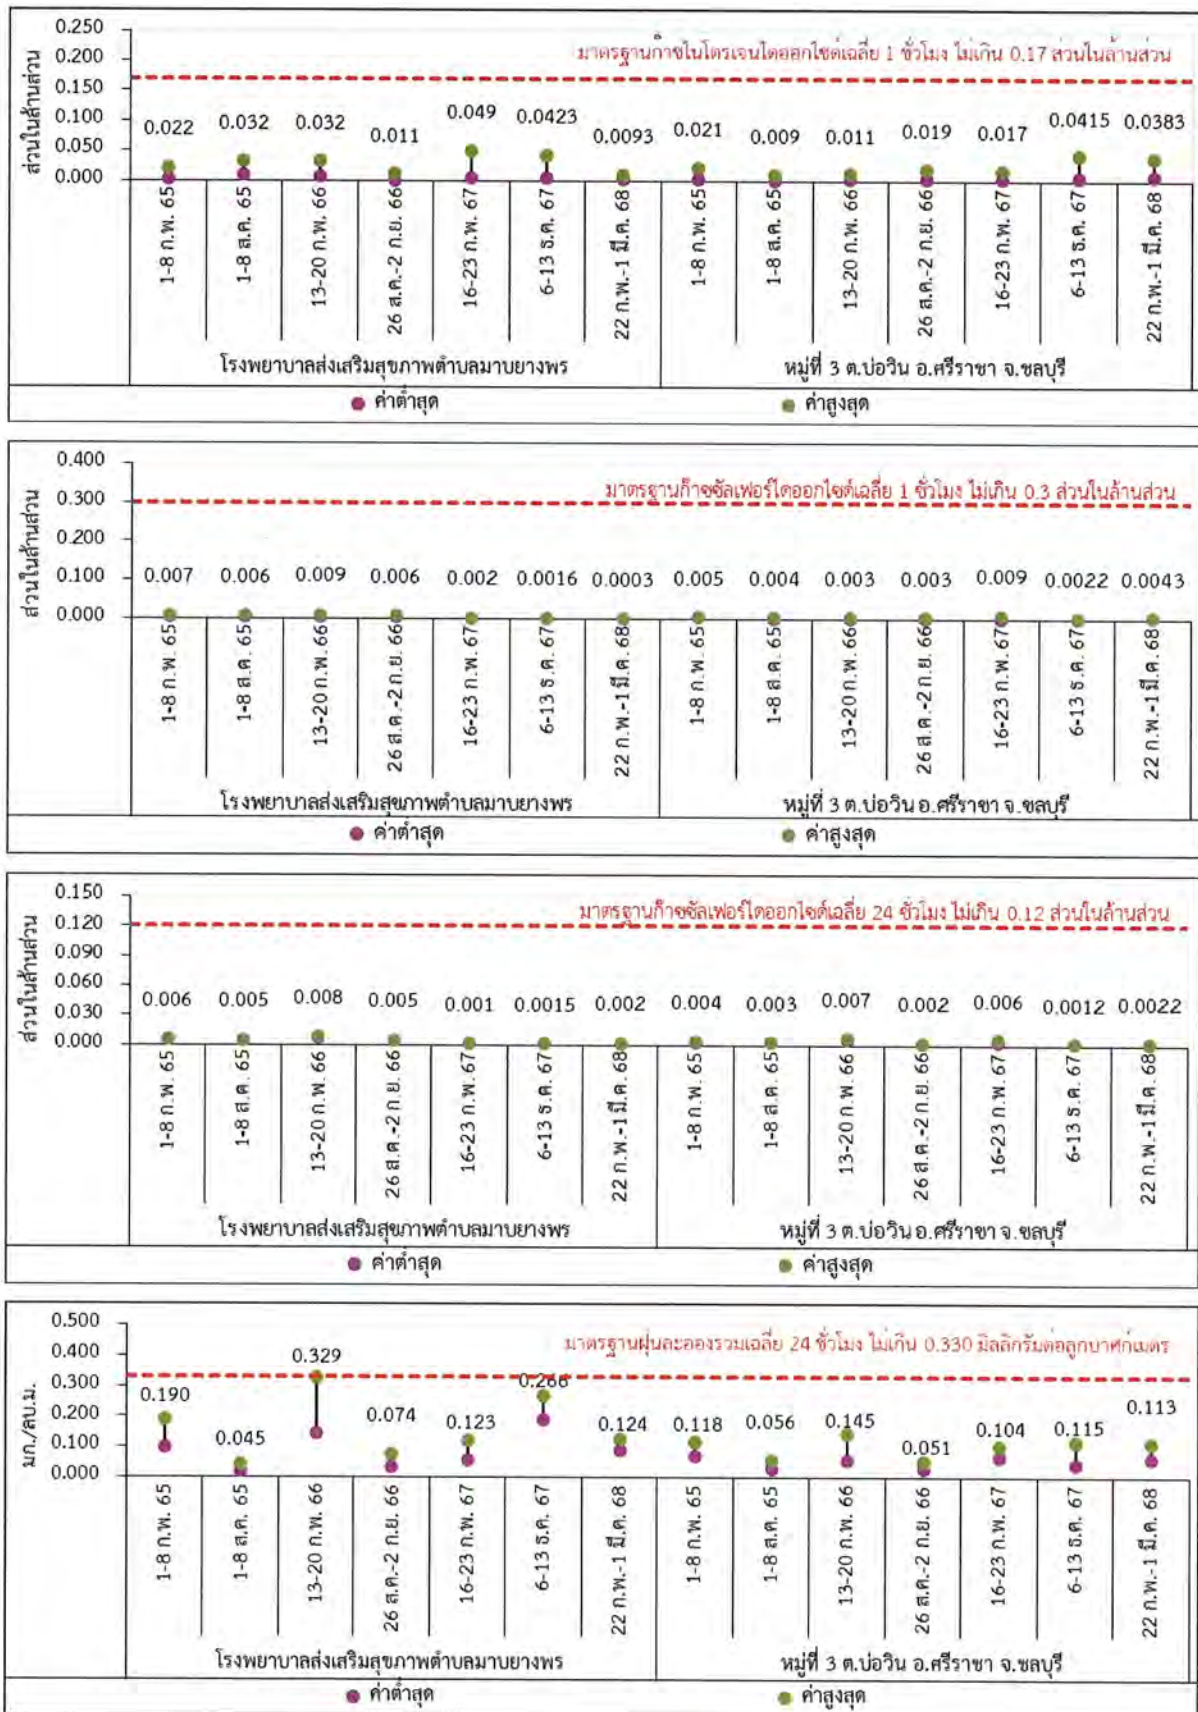 0.250
มาตรฐานก๊าซไนโตรเจนไดออกไซด์เฉลี่ย 1 ชั่วโมง ไม่เกิน 0.17 ส่วนในล้านส่วน
0.200
0.150
0.100
0.050
0.000
ส่วนในล้านส่วน
0.022 0.032 0.032 0.011 0.049 0.0423 0.0093 0.021 0.009 0.011 0.019 0.017 0.0415 0.0383
1-8 ก.พ. 65
1-8 ส.ค. 65
13-20 ก.พ. 66
26 ส.ค.-2 ก.ย. 66
16-23 ก.พ. 67
6-13 ธ.ค. 67
22 ก.พ.-1 มี.ค. 68
1-8 ก.พ. 65
1-8 ส.ค. 65
13-20 ก.พ. 66
26 ส.ค.-2 ก.ย. 66
16-23 ก.พ. 67
6-13 ธ.ค. 67
22 ก.พ.-1 มี.ค. 68
โรงพยาบาลส่งเสริมสุขภาพตำบลมาบยางพร หมู่ที่ 3 ต.บ่อวิน อ.ศรีราชา จ.ชลบุรี
ค่าต่ำสุด ค่าสูงสุด
0.400
มาตรฐานก๊าซซัลเฟอร์ไดออกไซด์เฉลี่ย 1 ชั่วโมง ไม่เกิน 0.3 ส่วนในล้านส่วน
0.300
0.200
0.100
0.000
ส่วนในล้านส่วน
0.007 0.006 0.009 0.006 0.002 0.0016 0.0003 0.005 0.004 0.003 0.003 0.009 0.0022 0.0043
1-8 ก.พ. 65
1-8 ส.ค. 65
13-20 ก.พ. 66
26 ส.ค.-2 ก.ย. 66
16-23 ก.พ. 67
6-13 ธ.ค. 67
22 ก.พ.-1 มี.ค. 68
1-8 ก.พ. 65
1-8 ส.ค. 65
13-20 ก.พ. 66
26 ส.ค.-2 ก.ย. 66
16-23 ก.พ. 67
6-13 ธ.ค. 67
22 ก.พ.-1 มี.ค. 68
โรงพยาบาลส่งเสริมสุขภาพตำบลมาบยางพร หมู่ที่ 3 ต.บ่อวิน อ.ศรีราชา จ.ชลบุรี
ค่าต่ำสุด ค่าสูงสุด
0.150
มาตรฐานก๊าซซัลเฟอร์ไดออกไซด์เฉลี่ย 24 ชั่วโมง ไม่เกิน 0.12 ส่วนในล้านส่วน
0.120
0.090
0.060
0.030
0.000
ส่วนในล้านส่วน
0.006 0.005 0.008 0.005 0.001 0.0015 0.002 0.004 0.003 0.007 0.002 0.006 0.0012 0.0022
1-8 ก.พ. 65
1-8 ส.ค. 65
13-20 ก.พ. 66
26 ส.ค.-2 ก.ย. 66
16-23 ก.พ. 67
6-13 ธ.ค. 67
22 ก.พ.-1 มี.ค. 68
1-8 ก.พ. 65
1-8 ส.ค. 65
13-20 ก.พ. 66
26 ส.ค.-2 ก.ย. 66
16-23 ก.พ. 67
6-13 ธ.ค. 67
22 ก.พ.-1 มี.ค. 68
โรงพยาบาลส่งเสริมสุขภาพตำบลมาบยางพร หมู่ที่ 3 ต.บ่อวิน อ.ศรีราชา จ.ชลบุรี
ค่าต่ำสุด ค่าสูงสุด
0.500
มาตรฐานฝุ่นละอองรวมเฉลี่ย 24 ชั่วโมง ไม่เกิน 0.330 มิลลิกรัมต่อลูกบาศก์เมตร
0.400
0.300
0.200
0.100
0.000
มก./ลบ.ม.
0.190 0.045 0.329 0.074 0.123 0.266 0.124 0.118 0.056 0.145 0.051 0.104 0.115 0.113
1-8 ก.พ. 65
1-8 ส.ค. 65
13-20 ก.พ. 66
26 ส.ค.-2 ก.ย. 66
16-23 ก.พ. 67
6-13 ธ.ค. 67
22 ก.พ.-1 มี.ค. 68
1-8 ก.พ. 65
1-8 ส.ค. 65
13-20 ก.พ. 66
26 ส.ค.-2 ก.ย. 66
16-23 ก.พ. 67
6-13 ธ.ค. 67
22 ก.พ.-1 มี.ค. 68
โรงพยาบาลส่งเสริมสุขภาพตำบลมาบยางพร หมู่ที่ 3 ต.บ่อวิน อ.ศรีราชา จ.ชลบุรี
ค่าต่ำสุด ค่าสูงสุด